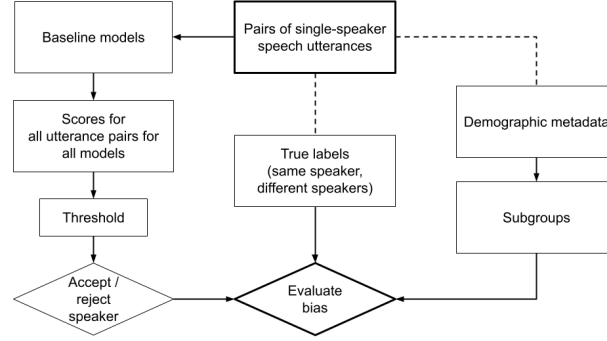 Baseline models
Pairs of single-speaker
speech utterances
Scores for
all utterance pairs for
all models
Demographic metadata
True labels
(same speaker,
different speakers)
Threshold
Subgroups
Accept /
reject
speaker
Evaluate
bias